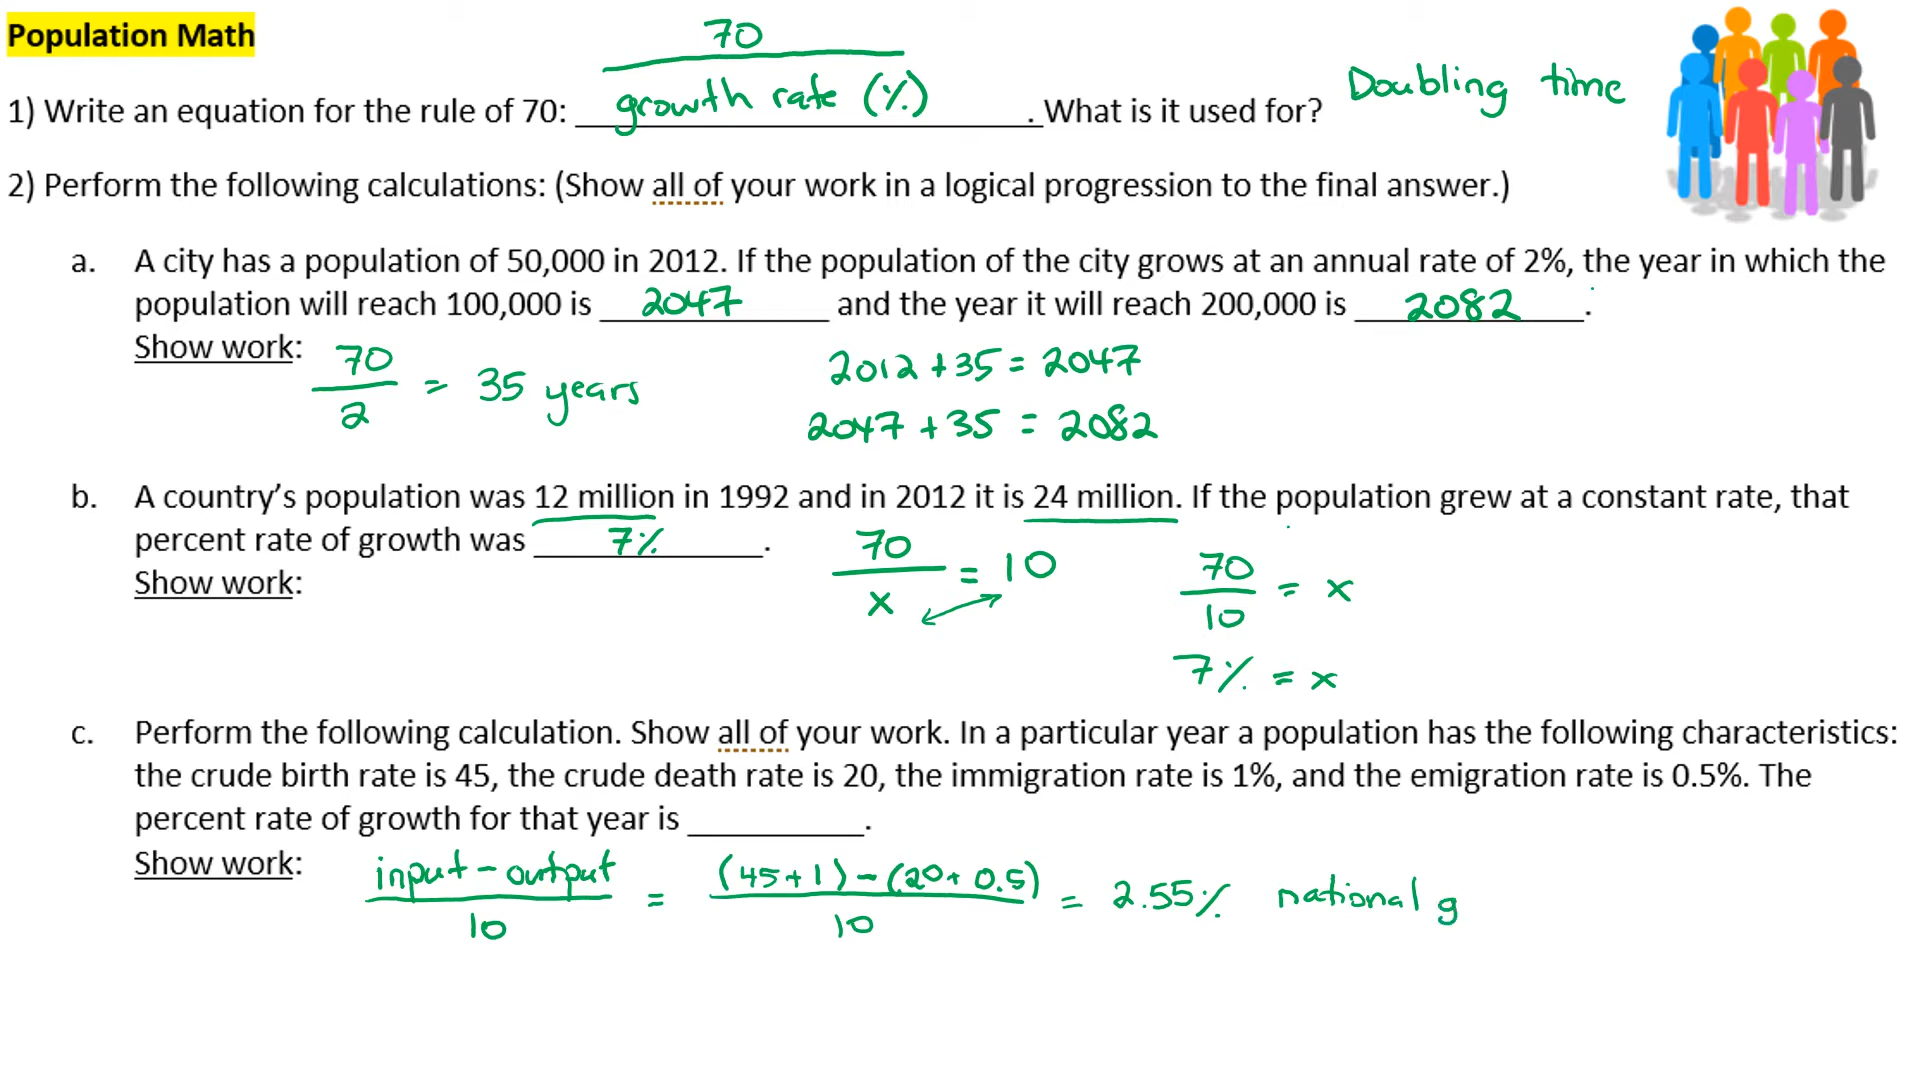 Population Math
70
1) Write an equation for the rule of 70: growth rate (%). What is it used for? Doubling time
2) Perform the following calculations: (Show all of your work in a logical progression to the final answer.)
a. A city has a population of 50,000 in 2012. If the population of the city grows at an annual rate of 2%, the year in which the
population will reach 100,000 is 2047 and the year it will reach 200,000 is 2082.
Show work:
70/2 = 35 years
2012 + 35 = 2047
2047 + 35 = 2082
b. A country's population was 12 million in 1992 and in 2012 it is 24 million. If the population grew at a constant rate, that
percent rate of growth was 7%.
Show work:
70/x = 10
70/10 = x
7% = x
c. Perform the following calculation. Show all of your work. In a particular year a population has the following characteristics:
the crude birth rate is 45, the crude death rate is 20, the immigration rate is 1%, and the emigration rate is 0.5%. The
percent rate of growth for that year is __________.
Show work:
input - output / 10 = (45+1) - (20+0.5) / 10 = 2.55% national g